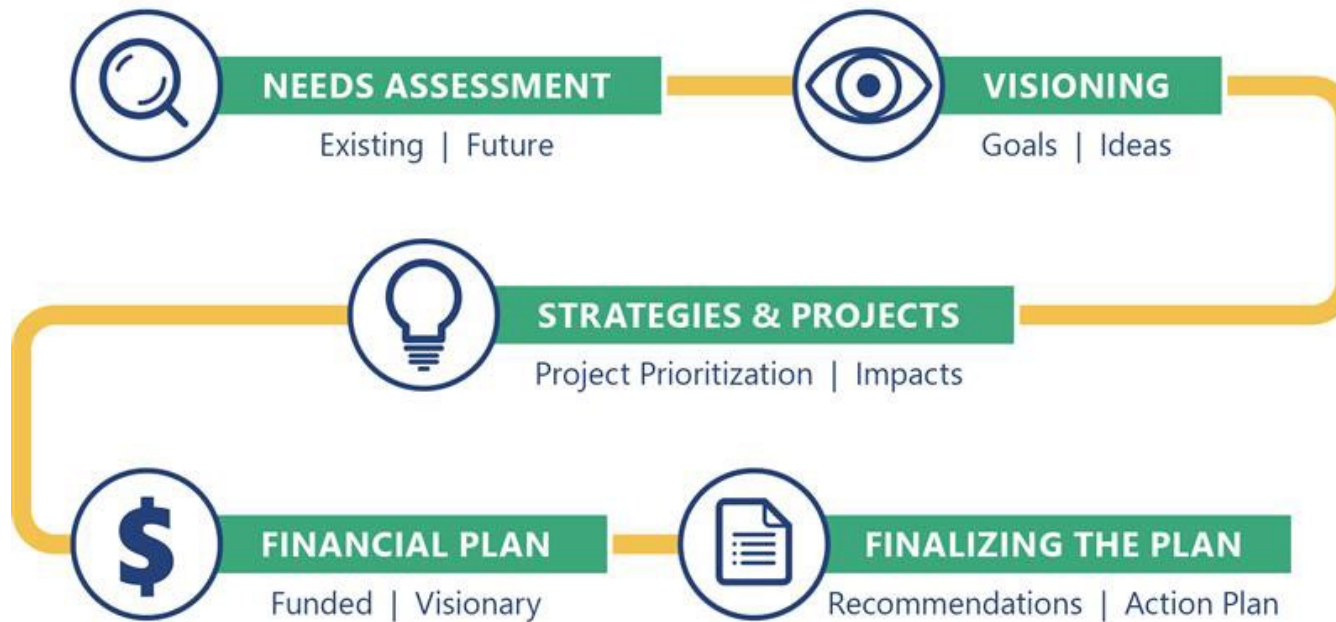 NEEDS ASSESSMENT
Existing | Future
VISIONING
Goals | Ideas
STRATEGIES & PROJECTS
Project Prioritization | Impacts
$
FINANCIAL PLAN
Funded | Visionary
FINALIZING THE PLAN
Recommendations | Action Plan